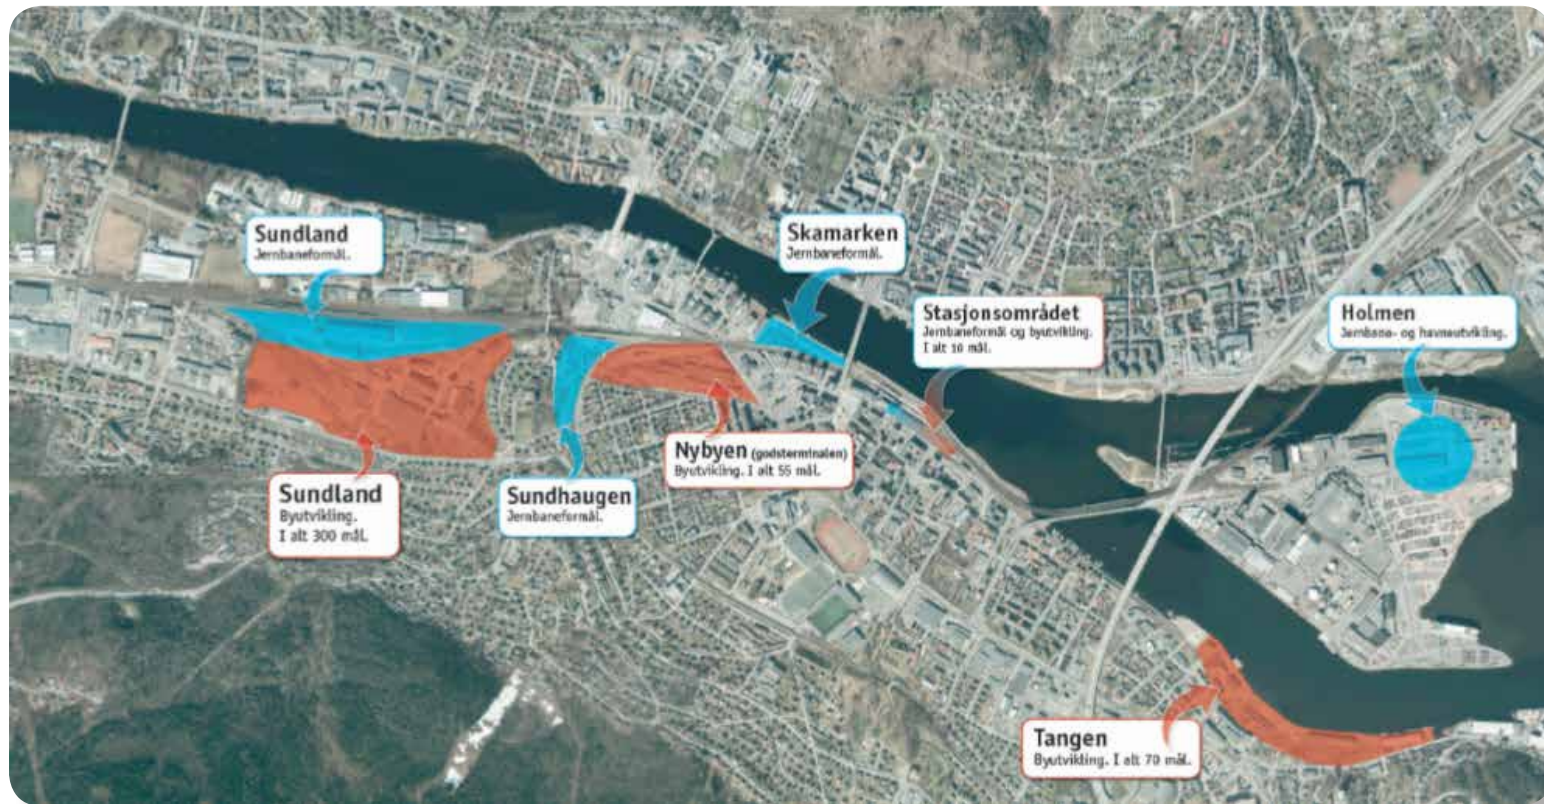 Sundland
Jernbaneformål.
Skamarken
Jernbaneformål.
Stasjonsområdet
Jernbaneformål og byutvikling.
I alt 10 mål.
Holmen
Jernbane- og havneutvikling.
Sundland
Byutvikling.
I alt 300 mål.
Sundhaugen
Jernbaneformål.
Nybyen (godsterminalen)
Byutvikling. I alt 55 mål.
Tangen
Byutvikling. I alt 70 mål.